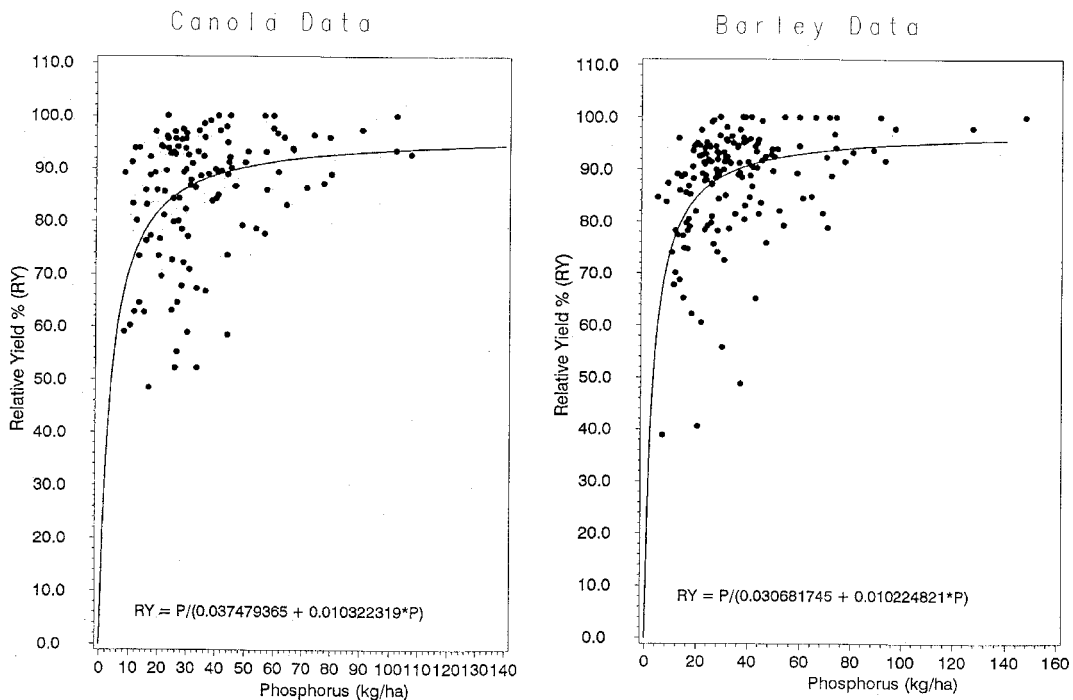 Canola Data
110.0
100.0
90.0
80.0
70.0
60.0
50.0
40.0
30.0
20.0
10.0
0.0
Relative Yield % (RY)
RY = P/(0.037479365 + 0.010322319*P)
0 10 20 30 40 50 60 70 80 90 100110120130140
Phosphorus (kg/ha)
Barley Data
110.0
100.0
90.0
80.0
70.0
60.0
50.0
40.0
30.0
20.0
10.0
0.0
Relative Yield % (RY)
RY = P/(0.030681745 + 0.010224821*P)
0 20 40 60 80 100 120 140 160
Phosphorus (kg/ha)